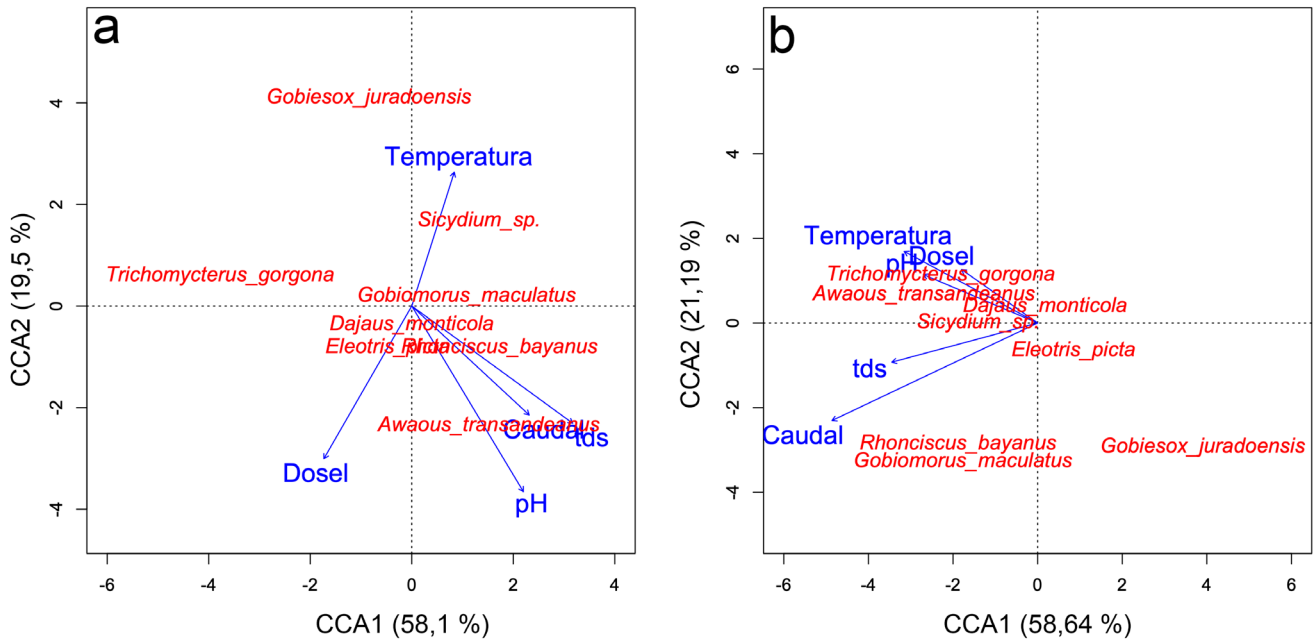 a
CCA2 (19,5 %)
4
2
0
-2
-4
Gobiesox_juradoensis
Temperatura
Sicydium_sp.
Trichomycterus_gorgona
Gobiomorus_maculatus
Dajaus_monticola
Eleotris_picta
Rhonciscus_bayanus
Awaous_transandeanus
Caudal
tds
Dosel
pH
-6 -4 -2 0 2 4
CCA1 (58,1 %)
b
CCA2 (21,19 %)
6
4
2
0
-2
-4
Temperatura
Dosel
pH
Trichomycterus_gorgona
Awaous_transandeanus
Dajaus_monticola
Sicydium_sp.
Eleotris_picta
tds
Caudal
Rhonciscus_bayanus
Gobiesox_juradoensis
Gobiomorus_maculatus
-6 -4 -2 0 2 4 6
CCA1 (58,64 %)